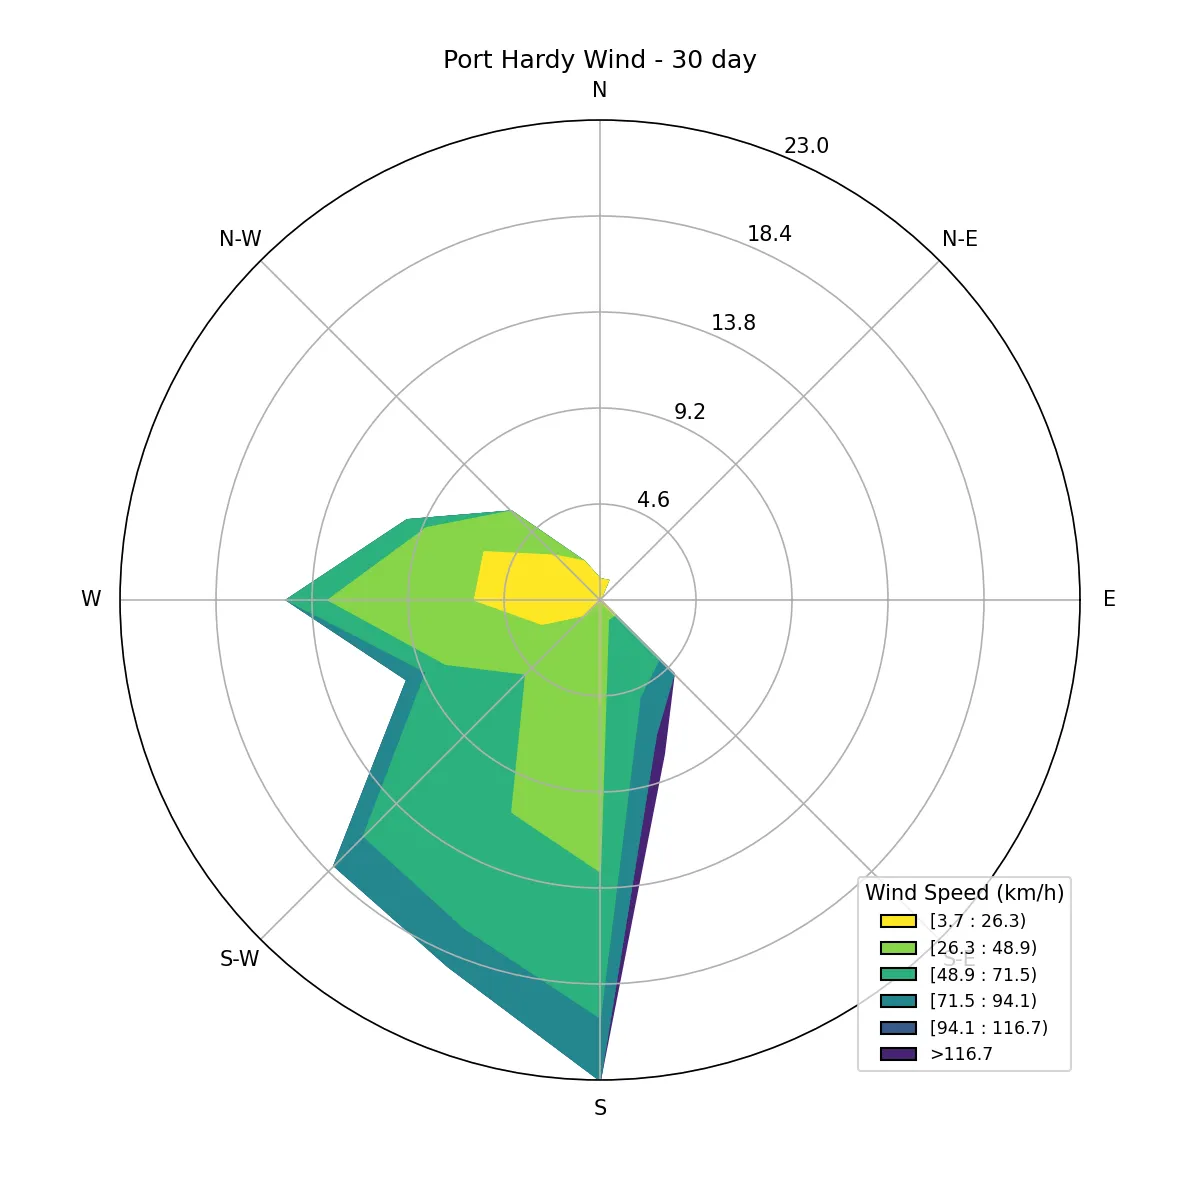 Port Hardy Wind - 30 day
N
23.0
N-W
N-E
18.4
13.8
9.2
4.6
W
E
S-W
S-E
S
Wind Speed (km/h)
[3.7 : 26.3)
[26.3 : 48.9)
[48.9 : 71.5)
[71.5 : 94.1)
[94.1 : 116.7)
>116.7